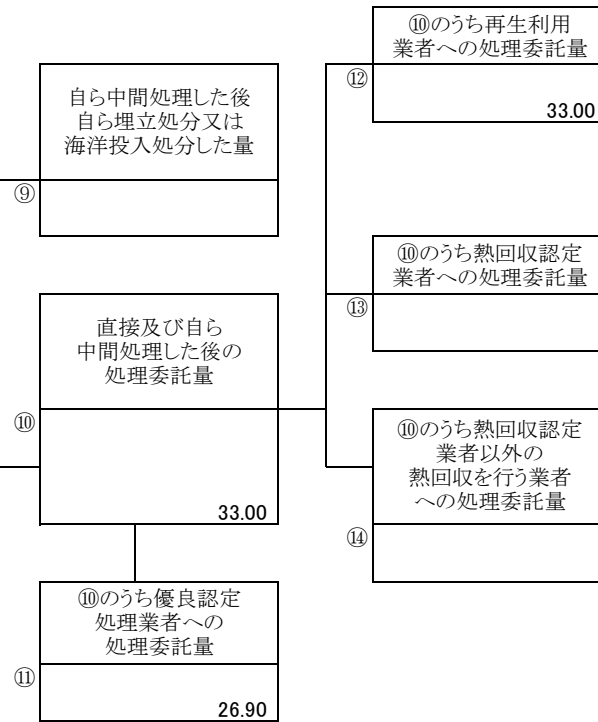 自ら中間処理した後
自ら埋立処分又は
海洋投入処分した量
⑨
直接及び自ら
中間処理した後の
処理委託量
⑩
33.00
⑩のうち優良認定
処理業者への
処理委託量
⑪
26.90
⑩のうち再生利用
業者への処理委託量
⑫
33.00
⑩のうち熱回収認定
業者への処理委託量
⑬
⑩のうち熱回収認定
業者以外の
熱回収を行う業者
への処理委託量
⑭